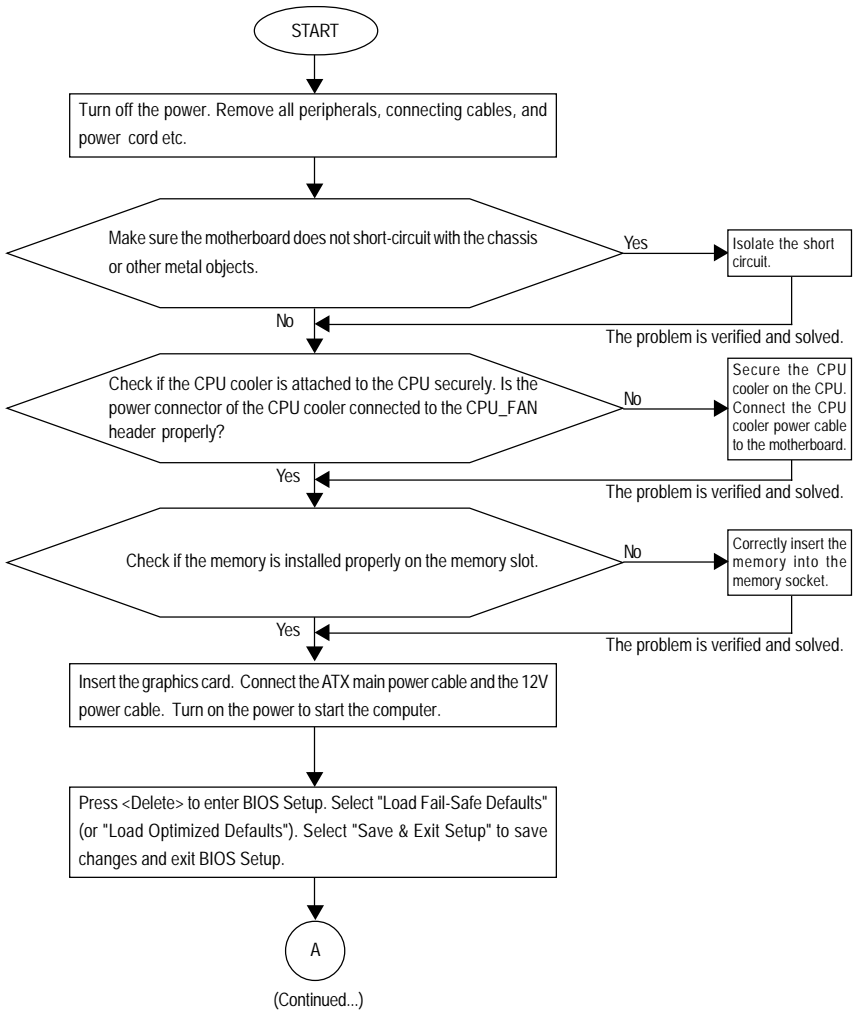 START
Turn off the power. Remove all peripherals, connecting cables, and
power cord etc.
Make sure the motherboard does not short-circuit with the chassis
or other metal objects.
Yes
Isolate the short
circuit.
No
The problem is verified and solved.
Check if the CPU cooler is attached to the CPU securely. Is the
power connector of the CPU cooler connected to the CPU_FAN
header properly?
No
Secure the CPU
cooler on the CPU.
Connect the CPU
cooler power cable
to the motherboard.
Yes
The problem is verified and solved.
Check if the memory is installed properly on the memory slot.
No
Correctly insert the
memory into the
memory socket.
Yes
The problem is verified and solved.
Insert the graphics card. Connect the ATX main power cable and the 12V
power cable. Turn on the power to start the computer.
Press <Delete> to enter BIOS Setup. Select "Load Fail-Safe Defaults"
(or "Load Optimized Defaults"). Select "Save & Exit Setup" to save
changes and exit BIOS Setup.
A
(Continued...)